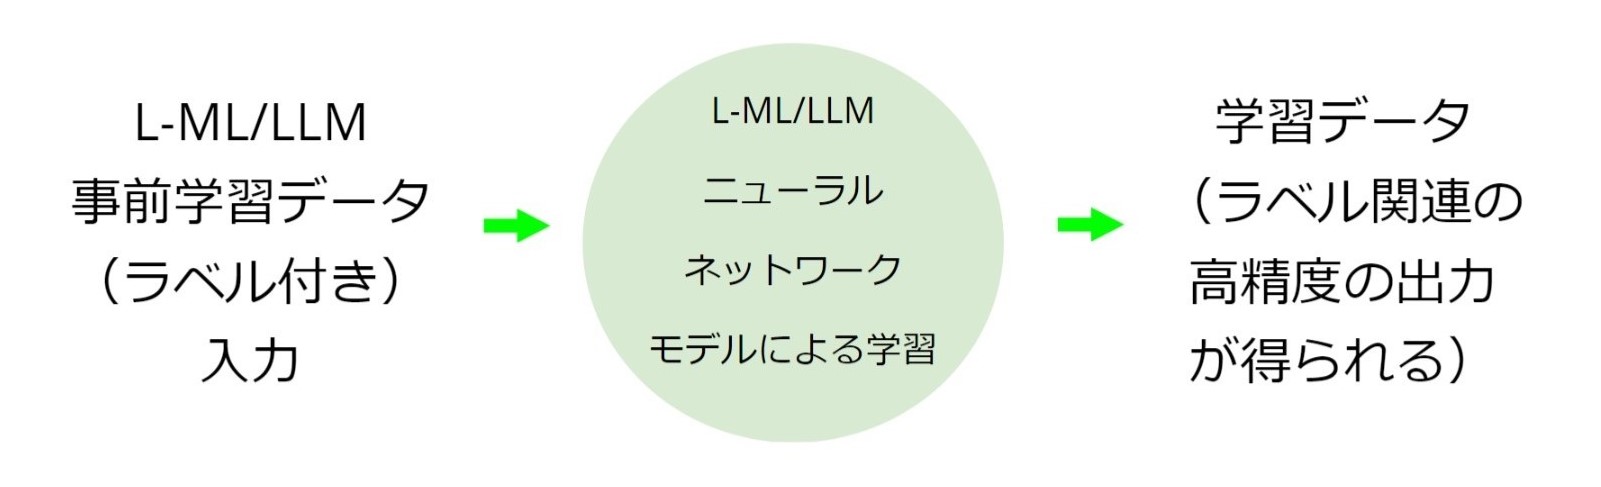 L-ML/LLM
事前学習データ
（ラベル付き）
入力
L-ML/LLM
ニューラル
ネットワーク
モデルによる学習
学習データ
（ラベル関連の
高精度の出力
が得られる）